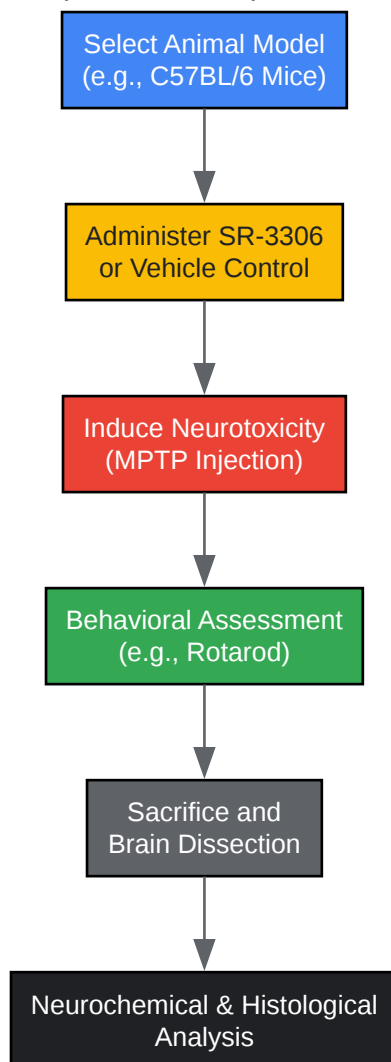 Select Animal Model
(e.g., C57BL/6 Mice)
Administer SR-3306
or Vehicle Control
Induce Neurotoxicity
(MPTP Injection)
Behavioral Assessment
(e.g., Rotarod)
Sacrifice and
Brain Dissection
Neurochemical & Histological
Analysis